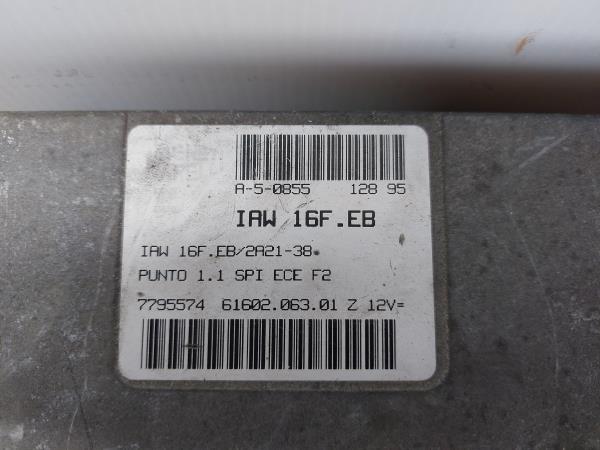 A-5-0855 128 95
IAW 16F.EB
IAW 16F.EB/2A21-38
PUNTO 1.1 SPI ECE F2
7795574 61602.063.01 Z 12V=